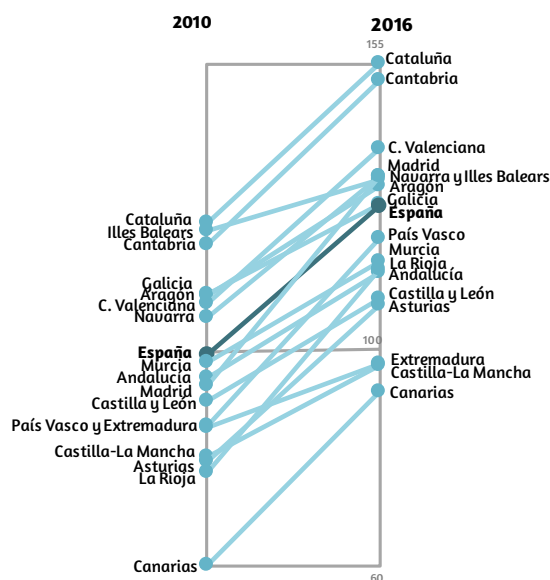 2010
2016
155
Cataluña
Cantabria
C. Valenciana
Madrid
Navarra y Illes Balears
Aragón
Galicia
España
País Vasco
Murcia
La Rioja
Andalucía
Castilla y León
Asturias
100
Extremadura
Castilla-La Mancha
Canarias
60
Cataluña
Illes Balears
Cantabria
Galicia
Aragón
C. Valenciana
Navarra
España
Murcia
Andalucía
Madrid
Castilla y León
País Vasco y Extremadura
Castilla-La Mancha
Asturias
La Rioja
Canarias